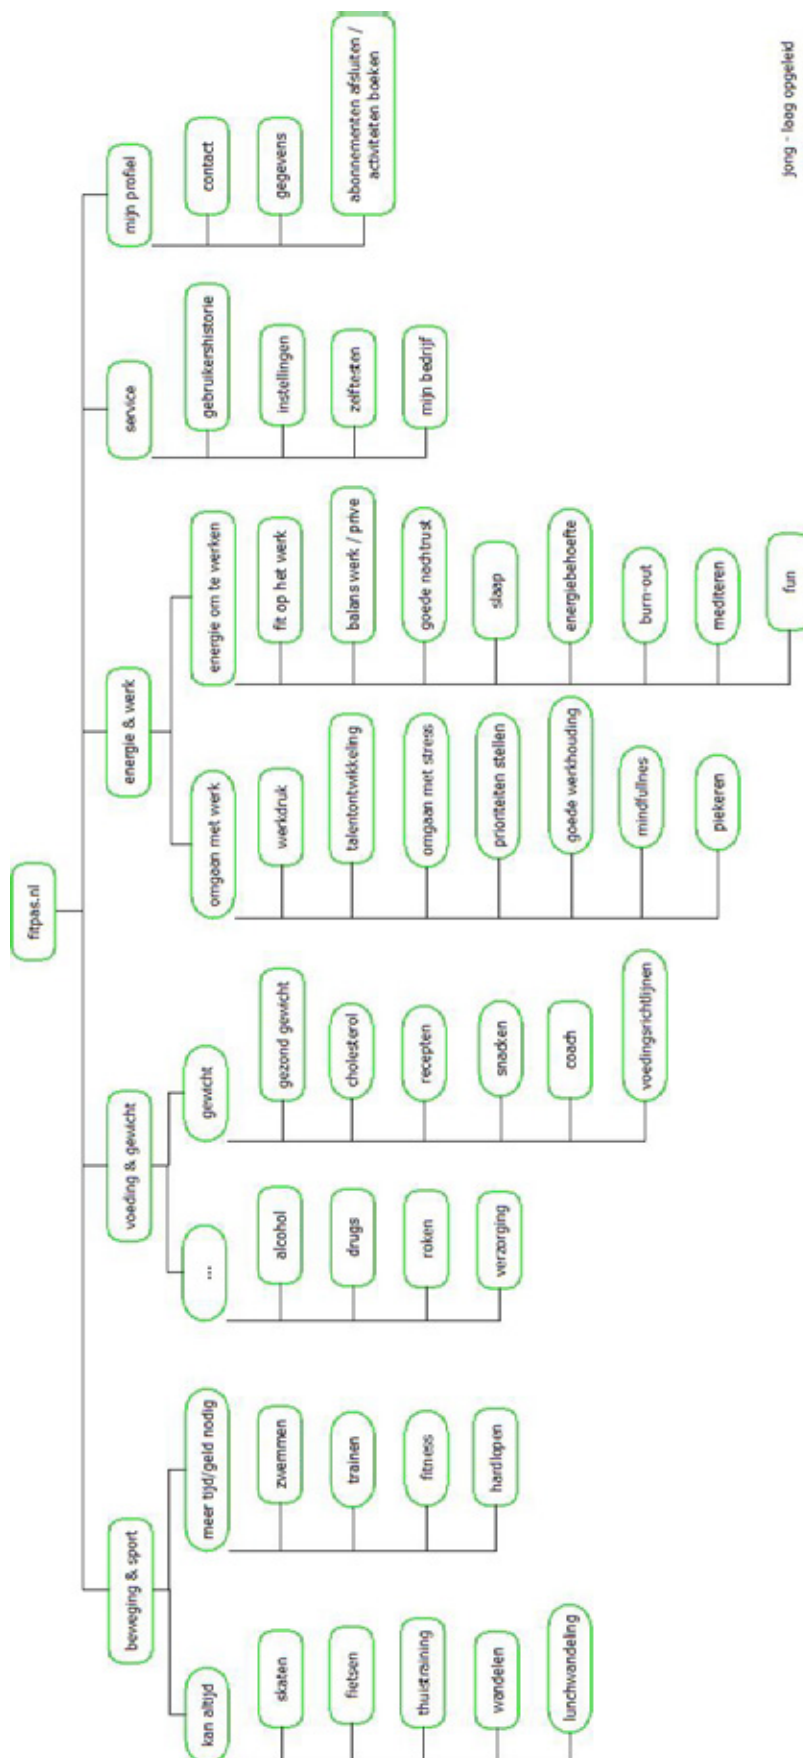 fitpas.nl
beweging & sport
kan altijd
skaten
fietsen
thuistraining
wandelen
lunchwandeling
meer tijd/geld nodig
zwemmen
trainen
fitness
hardlopen
voeding & gewicht
...
alcohol
drugs
roken
verzorging
gewicht
gezond gewicht
cholesterol
recepten
snacken
coach
voedingsrichtlijnen
energie & werk
omgaan met werk
werkdruk
talentontwikkeling
omgaan met stress
prioriteiten stellen
goede werkhouding
mindfullnes
piekeren
energie om te werken
fit op het werk
balans werk / prive
goede nachtrust
slaap
energiebehoefte
burn-out
mediteren
fun
service
gebruikershistorie
instellingen
zelftesten
mijn bedrijf
mijn profiel
contact
gegevens
abonnementen afsluiten /
activiteiten boeken
jong - laag opgeleid